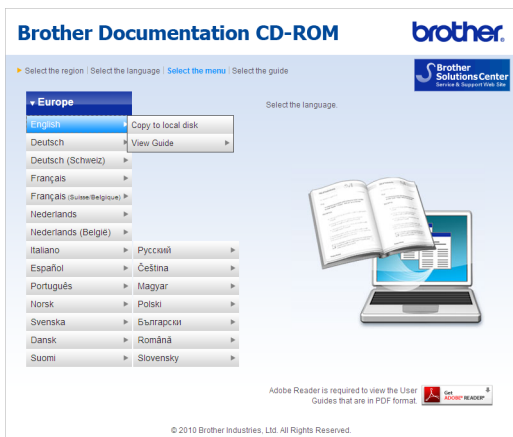 Brother Documentation CD-ROM
brother
Select the region | Select the language | Select the menu | Select the guide
Brother
Solutions Center
Service & Support Web Site
Europe
Select the language.
English
Copy to local disk
Deutsch
View Guide
Deutsch (Schweiz)
Français
Français (Suisse/Belgique)
Nederlands
Nederlands (België)
Italiano
Русский
Español
Čeština
Português
Magyar
Norsk
Polski
Svenska
Български
Dansk
Română
Suomi
Slovensky
Adobe Reader is required to view the User
Guides that are in PDF format.
Get
ADOBE® READER®
© 2010 Brother Industries, Ltd. All Rights Reserved.